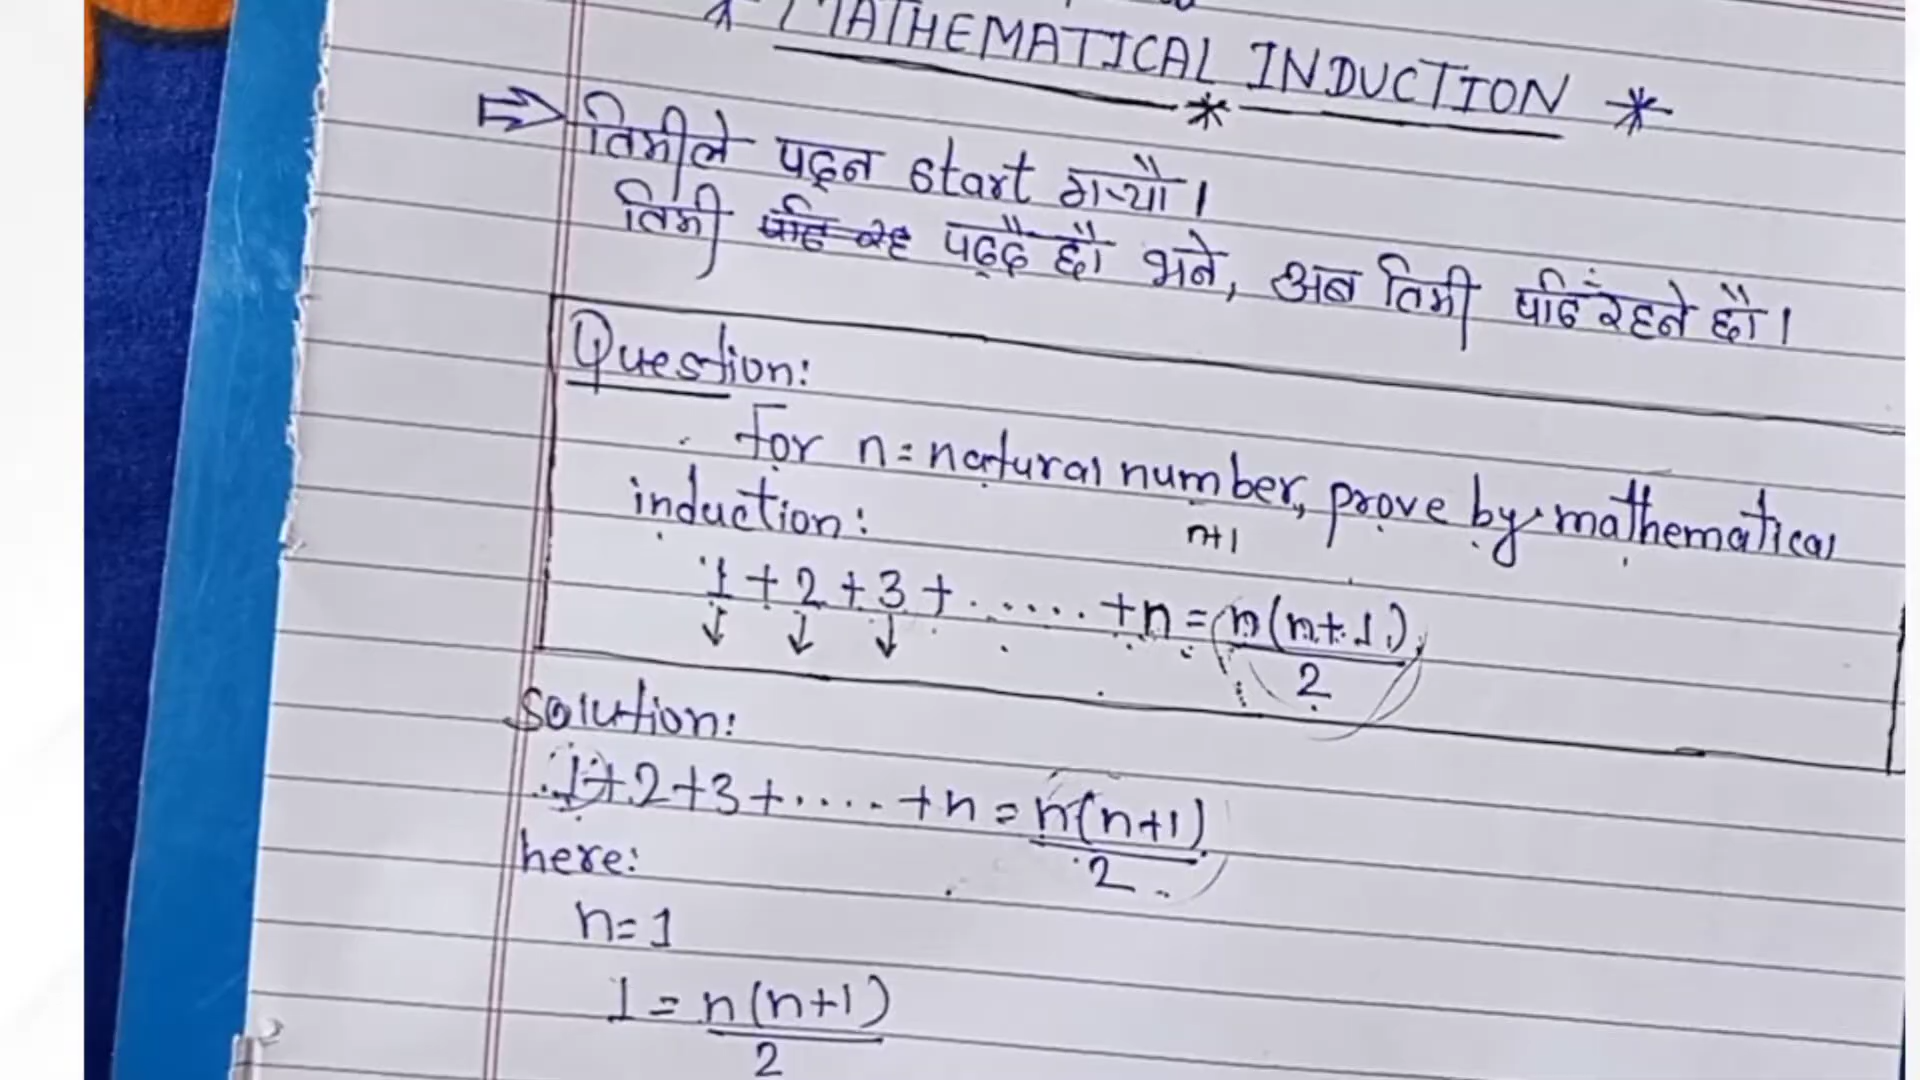 * MATHEMATICAL INDUCTION *
*
⇒ तिमीले पढ्न start गर्‍यौ।
तिमी पढ्दै छौ भने, अब तिमी पढिरहने छौ।
Question:
For n = natural number, prove by mathematical
induction:
n+1
1 + 2 + 3 + ...... + n = n(n+1)
2
Solution:
1+2+3+.....+n = n(n+1)
2
here:
n=1
1 = n(n+1)
2